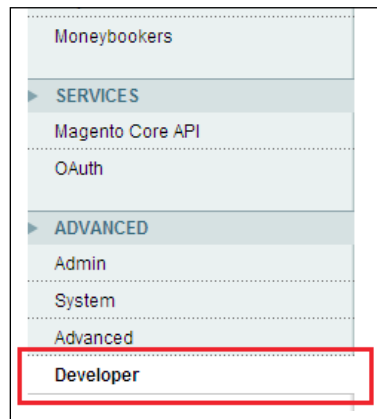 Moneybookers
SERVICES
Magento Core API
OAuth
ADVANCED
Admin
System
Advanced
Developer